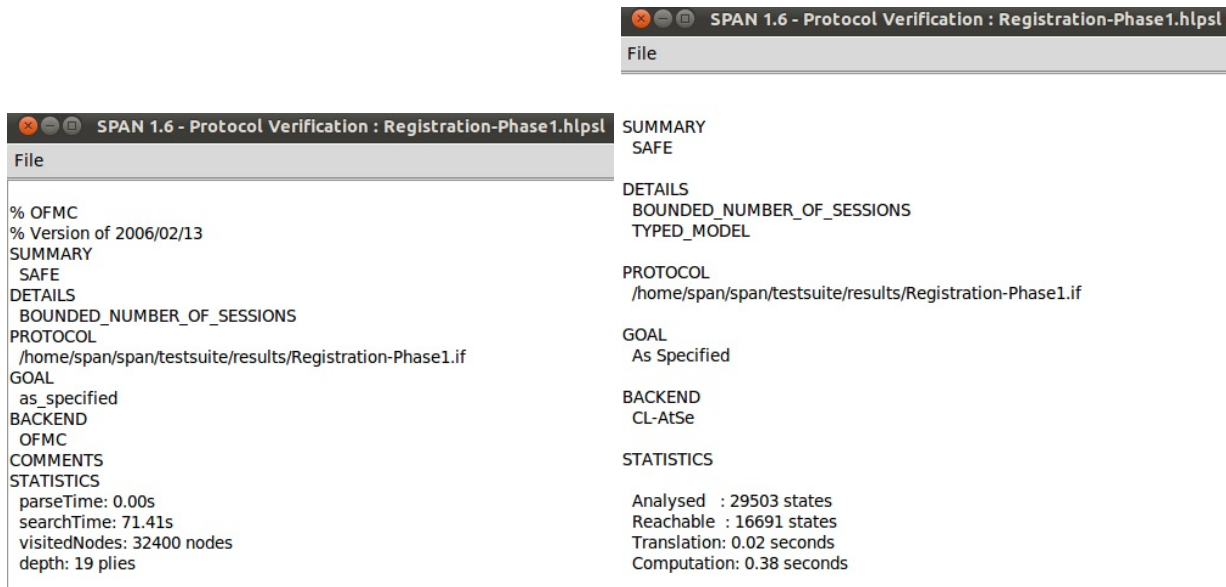 SPAN 1.6 - Protocol Verification : Registration-Phase1.hlpsl
File
% OFMC
% Version of 2006/02/13
SUMMARY
SAFE
DETAILS
BOUNDED_NUMBER_OF_SESSIONS
PROTOCOL
/home/span/span/testsuite/results/Registration-Phase1.if
GOAL
as_specified
BACKEND
OFMC
COMMENTS
STATISTICS
parseTime: 0.00s
searchTime: 71.41s
visitedNodes: 32400 nodes
depth: 19 plies
SPAN 1.6 - Protocol Verification : Registration-Phase1.hlpsl
File
SUMMARY
SAFE
DETAILS
BOUNDED_NUMBER_OF_SESSIONS
TYPED_MODEL
PROTOCOL
/home/span/span/testsuite/results/Registration-Phase1.if
GOAL
As Specified
BACKEND
CL-AtSe
STATISTICS
Analysed : 29503 states
Reachable : 16691 states
Translation: 0.02 seconds
Computation: 0.38 seconds